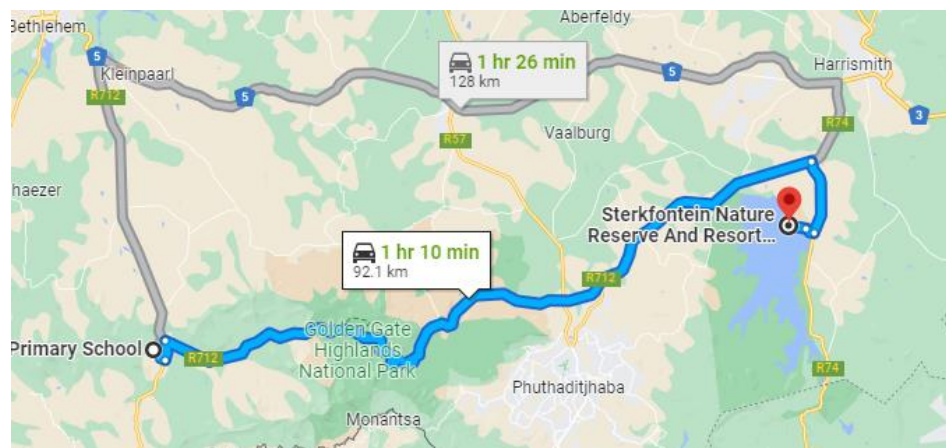 Bethlehem
Aberfeldy
5
Kleinpaarl
1 hr 26 min
128 km
5
Harrismith
R712
5
3
R57
R74
Vaalburg
haezer
Sterkfontein Nature
Reserve And Resort...
1 hr 10 min
92.1 km
R712
Primary School
R712
Golden Gate
Highlands
National Park
R74
Phuthaditjhaba
Monantsa